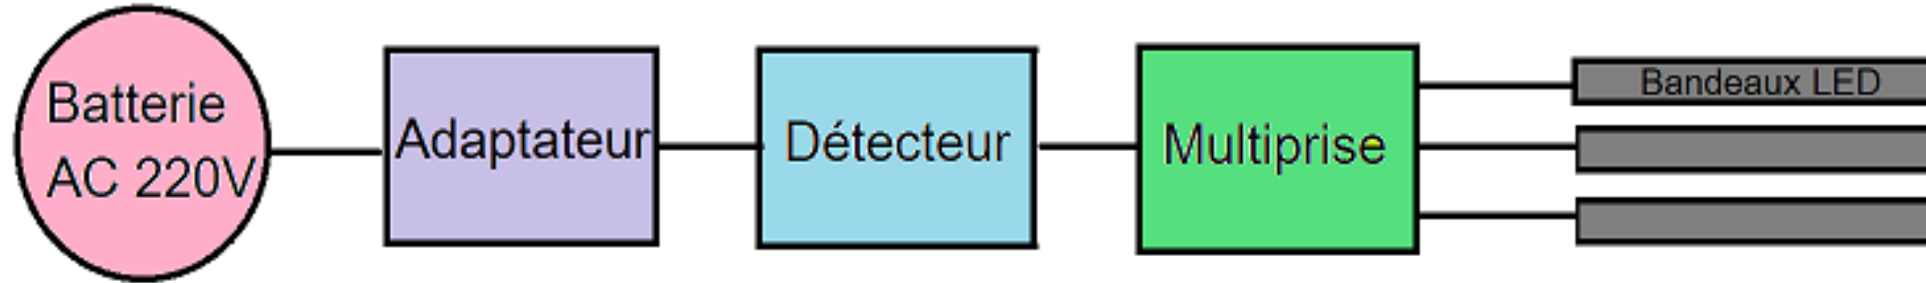 Batterie
AC 220V
Adaptateur
Détecteur
Multiprise
Bandeaux LED